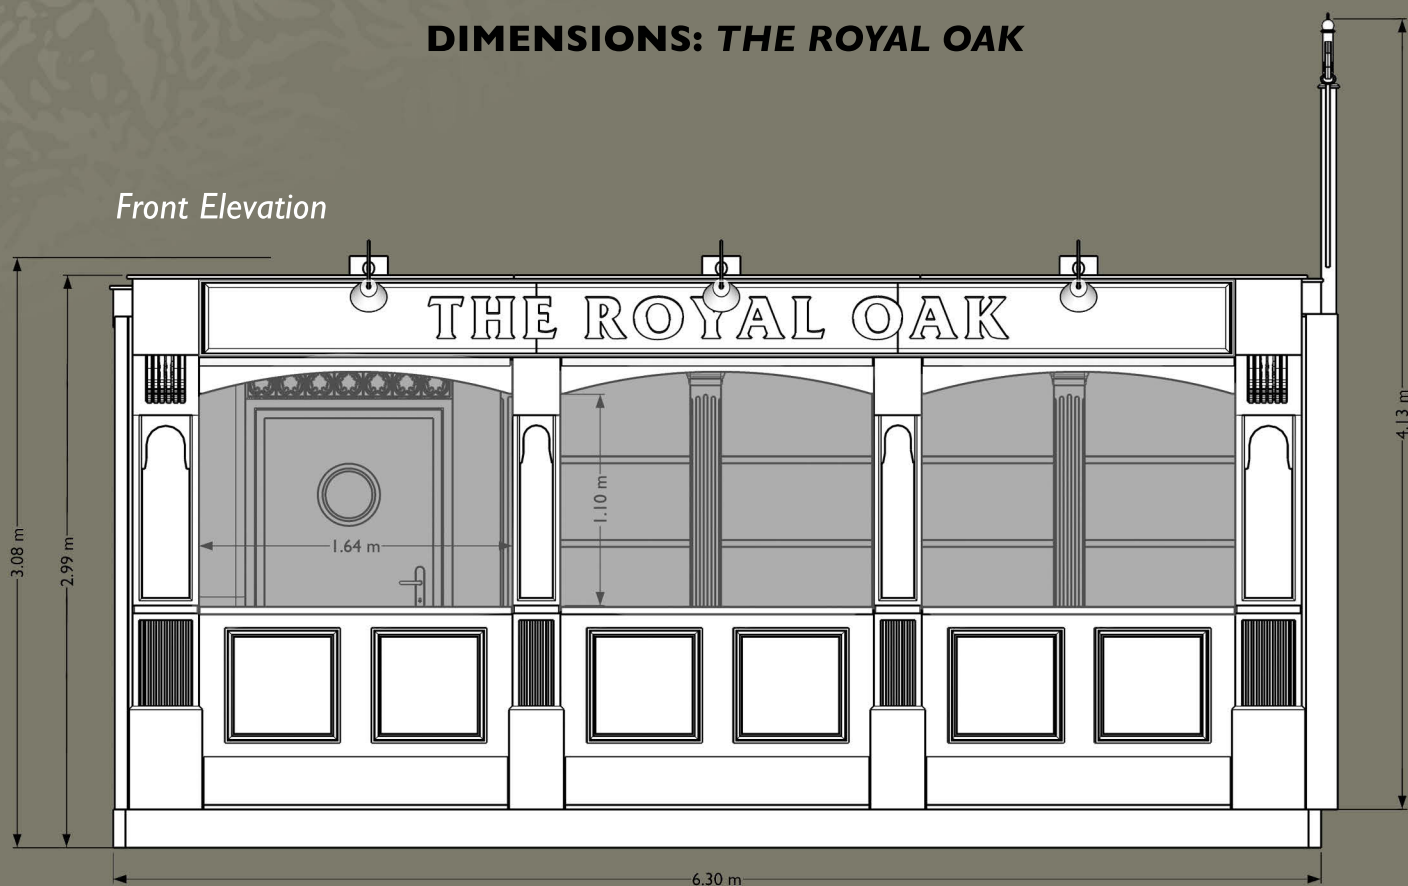 DIMENSIONS: THE ROYAL OAK
Front Elevation
THE ROYAL OAK
3.08 m
2.99 m
1.64 m
1.10 m
4.13 m
6.30 m